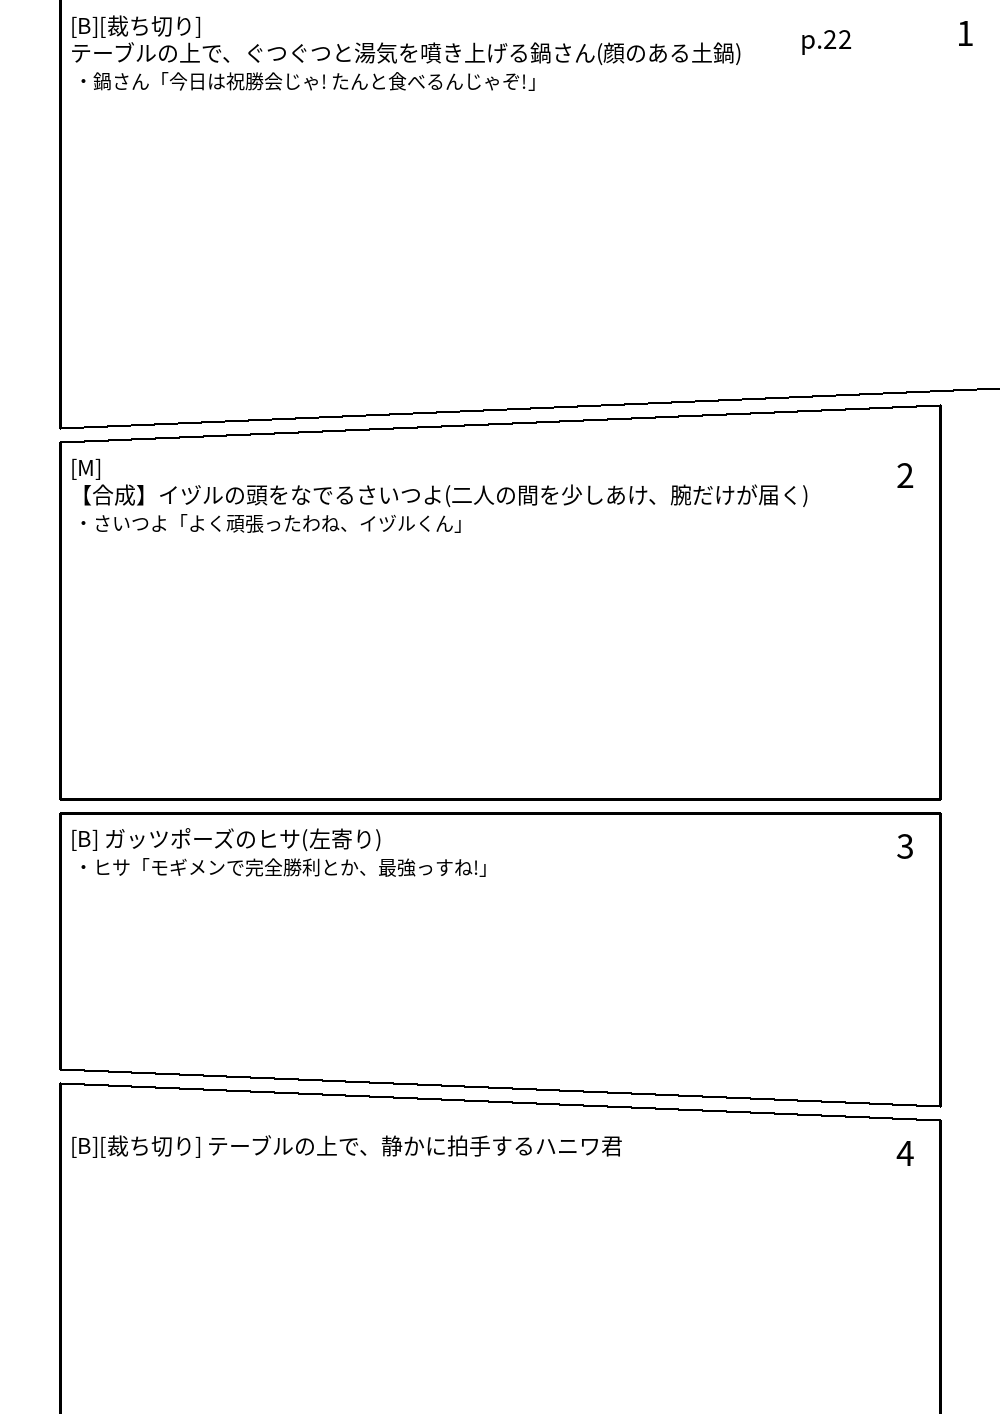 [B][裁ち切り]
テーブルの上で、ぐつぐつと湯気を噴き上げる鍋さん(顔のある土鍋)
・鍋さん「今日は祝勝会じゃ! たんと食べるんじゃぞ!」
p.22
1
[M]
【合成】イヅルの頭をなでるさいつよ(二人の間を少しあけ、腕だけが届く)
・さいつよ「よく頑張ったわね、イヅルくん」
2
[B] ガッツポーズのヒサ(左寄り)
・ヒサ「モギメンで完全勝利とか、最強っすね!」
3
[B][裁ち切り] テーブルの上で、静かに拍手するハニワ君
4